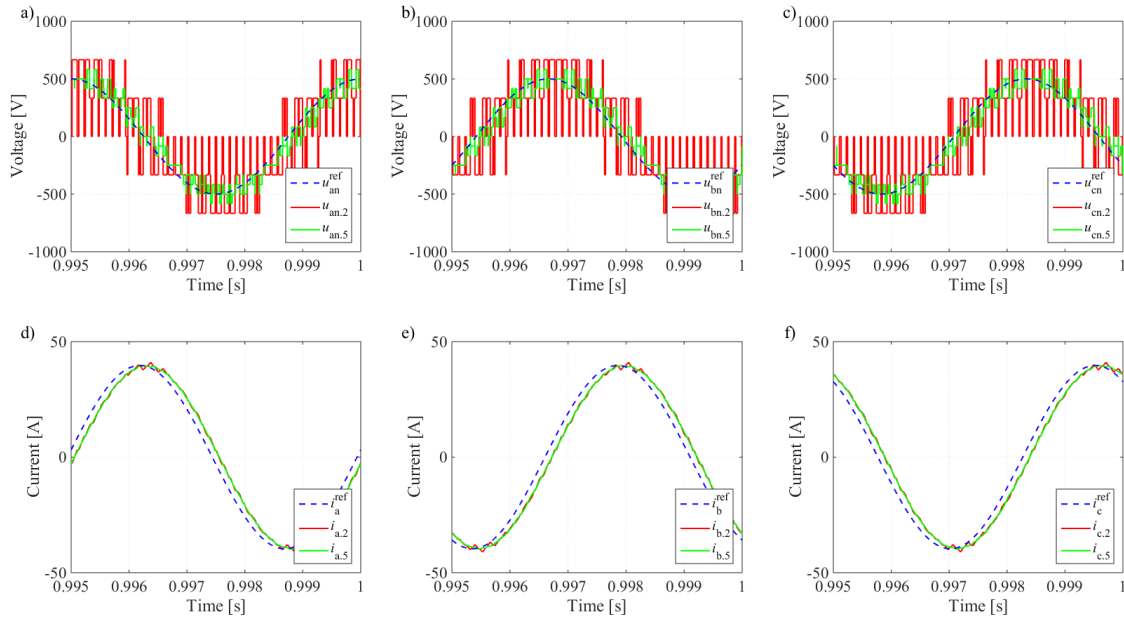 a)
1000
500
0
-500
-1000
Voltage [V]
0.995 0.996 0.997 0.998 0.999 1
Time [s]
u_an^ref
u_an.2
u_an.5
b)
1000
500
0
-500
-1000
Voltage [V]
0.995 0.996 0.997 0.998 0.999 1
Time [s]
u_bn^ref
u_bn.2
u_bn.5
c)
1000
500
0
-500
-1000
Voltage [V]
0.995 0.996 0.997 0.998 0.999 1
Time [s]
u_cn^ref
u_cn.2
u_cn.5
d)
50
0
-50
Current [A]
0.995 0.996 0.997 0.998 0.999 1
Time [s]
i_a^ref
i_a.2
i_a.5
e)
50
0
-50
Current [A]
0.995 0.996 0.997 0.998 0.999 1
Time [s]
i_b^ref
i_b.2
i_b.5
f)
50
0
-50
Current [A]
0.995 0.996 0.997 0.998 0.999 1
Time [s]
i_c^ref
i_c.2
i_c.5